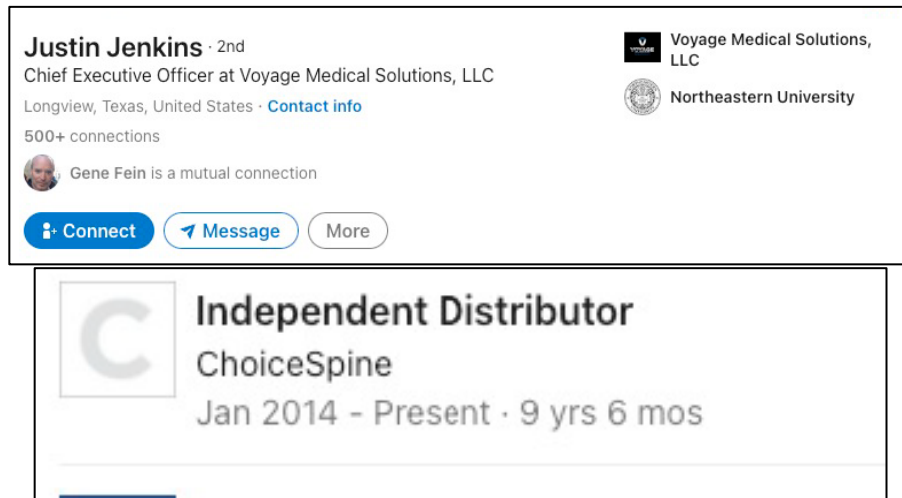 Justin Jenkins · 2nd
Chief Executive Officer at Voyage Medical Solutions, LLC
Longview, Texas, United States · Contact info
500+ connections
Gene Fein is a mutual connection
Connect
Message
More
VOYAGE
Voyage Medical Solutions,
LLC
Northeastern University
C
Independent Distributor
ChoiceSpine
Jan 2014 - Present · 9 yrs 6 mos